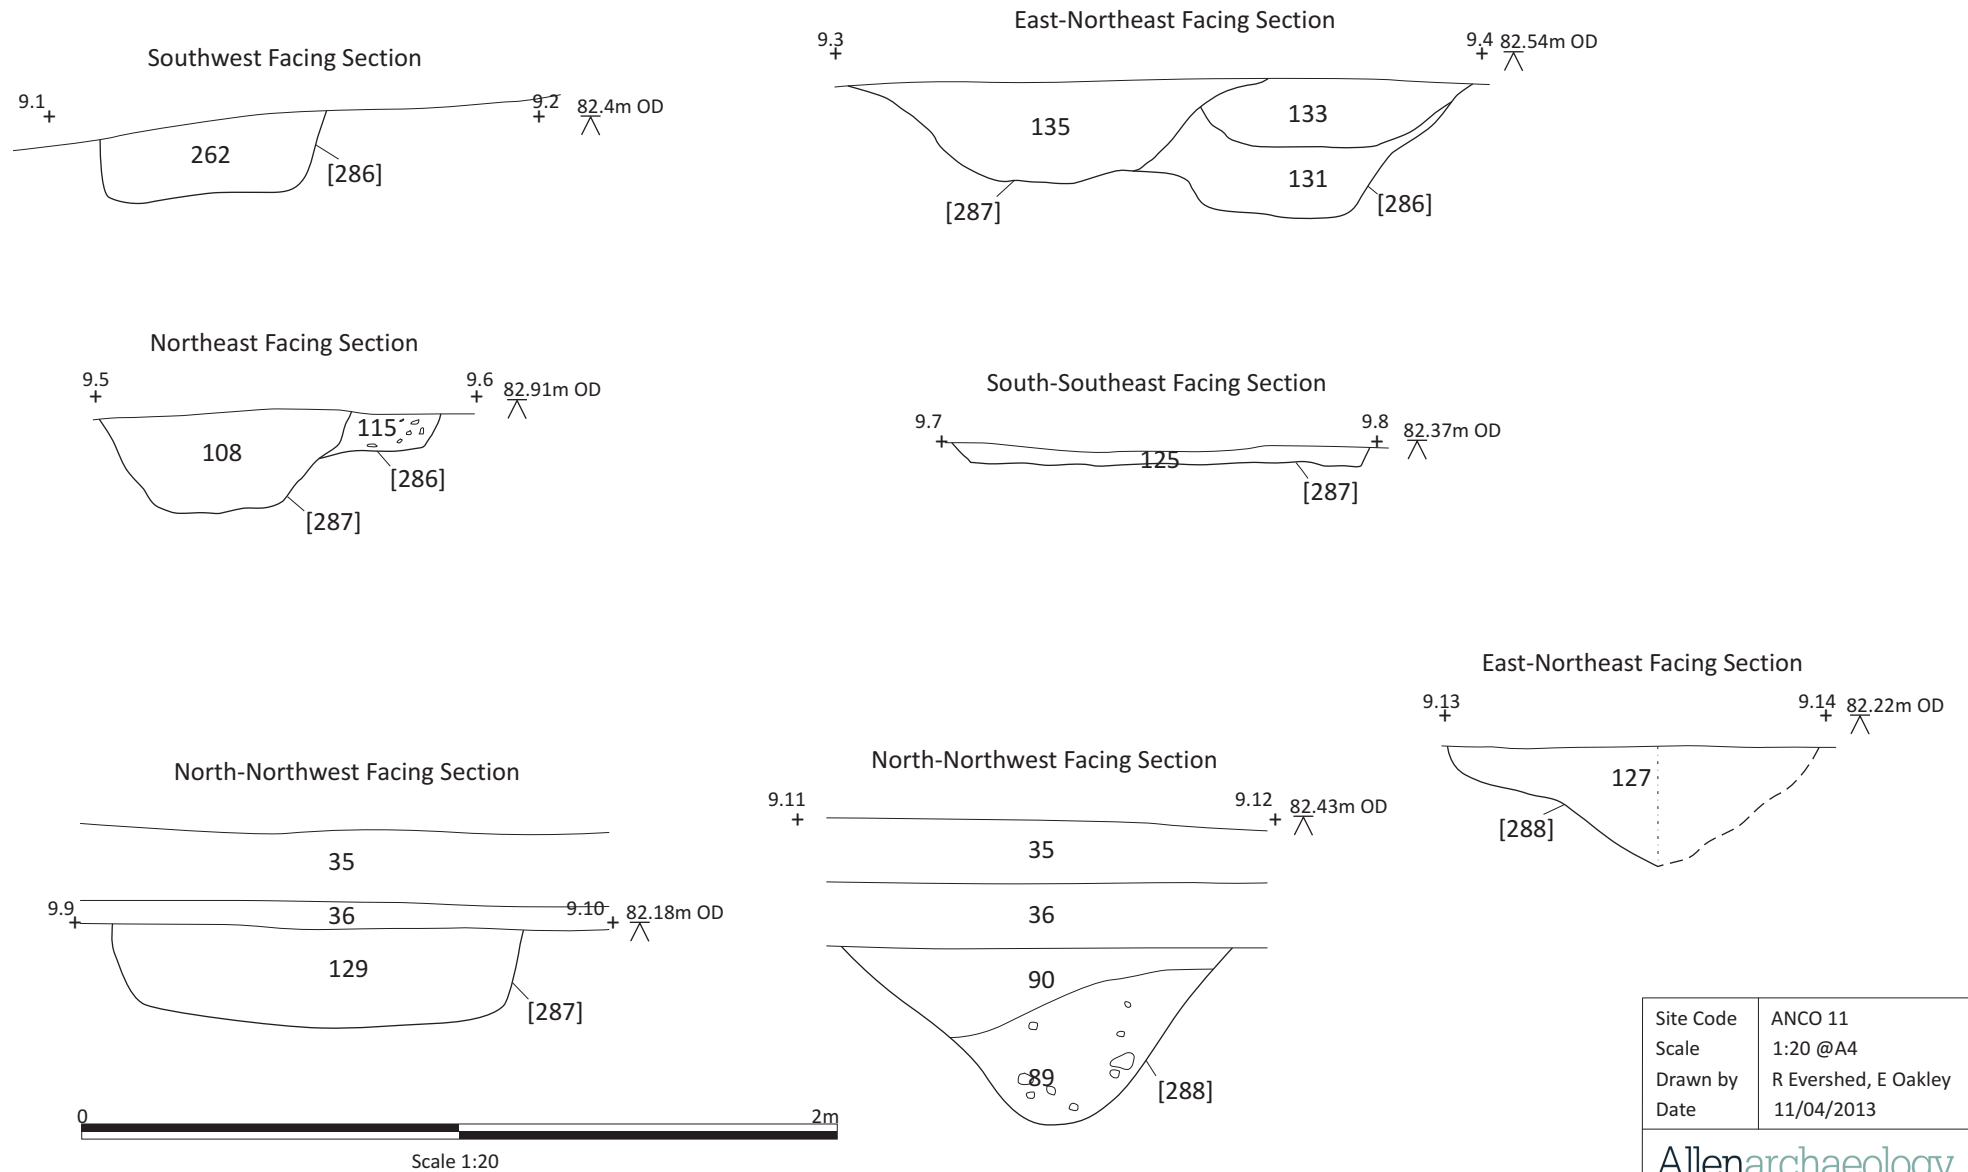 Southwest Facing Section
9.1
9.2
82.4m OD
262
[286]
East-Northeast Facing Section
9.3
9.4
82.54m OD
135
133
131
[287]
[286]
Northeast Facing Section
9.5
9.6
82.91m OD
108
115
[286]
[287]
South-Southeast Facing Section
9.7
9.8
82.37m OD
125
[287]
North-Northwest Facing Section
35
9.9
36
9.10
82.18m OD
129
[287]
North-Northwest Facing Section
9.11
9.12
82.43m OD
35
36
90
89
[288]
East-Northeast Facing Section
9.13
9.14
82.22m OD
127
[288]
0
2m
Scale 1:20
Site Code ANCO 11
Scale 1:20 @A4
Drawn by R Evershed, E Oakley
Date 11/04/2013
Allenarchaeology